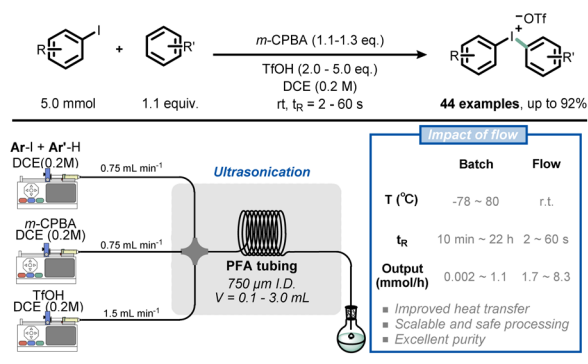 R
I
+
R'
m-CPBA (1.1-1.3 eq.)
TfOH (2.0 - 5.0 eq.)
DCE (0.2 M)
rt, tR = 2 - 60 s
−OTf
I+
R
R'
5.0 mmol
1.1 equiv.
44 examples, up to 92%
Ar-I + Ar'-H
DCE(0.2M)
0.75 mL min-1
m-CPBA
DCE (0.2M)
0.75 mL min-1
TfOH
DCE (0.2M)
1.5 mL min-1
Ultrasonication
PFA tubing
750 µm I.D.
V = 0.1 - 3.0 mL
Impact of flow
Batch Flow
T (°C) -78 ~ 80 r.t.
tR 10 min ~ 22 h 2 ~ 60 s
Output
(mmol/h) 0.002 ~ 1.1 1.7 ~ 8.3
■ Improved heat transfer
■ Scalable and safe processing
■ Excellent purity